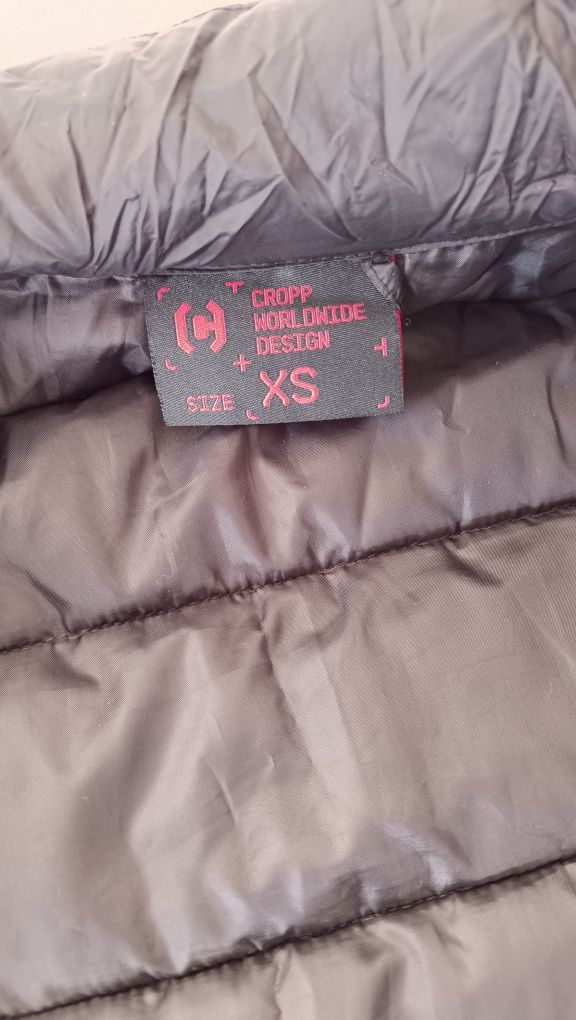 [C]
CROPP
WORLDWIDE
DESIGN
SIZE XS